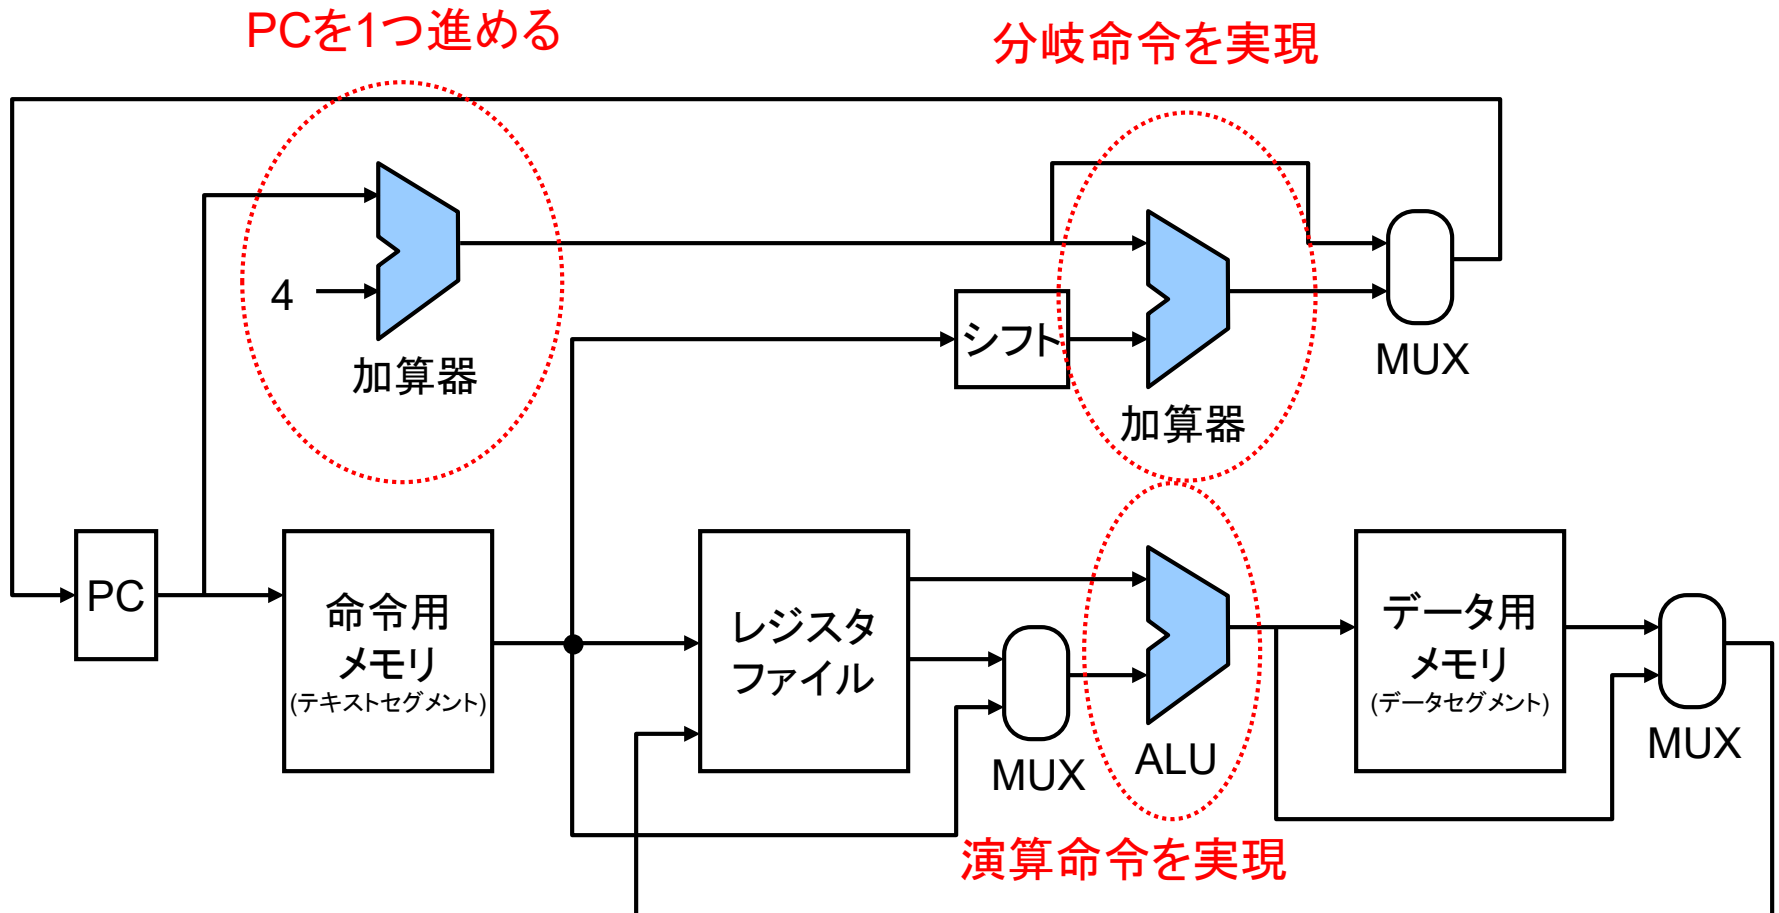 PCを1つ進める
分岐命令を実現
4
加算器
シフト
MUX
加算器
PC
命令用
メモリ
(テキストセグメント)
レジスタ
ファイル
MUX
ALU
データ用
メモリ
(データセグメント)
MUX
演算命令を実現